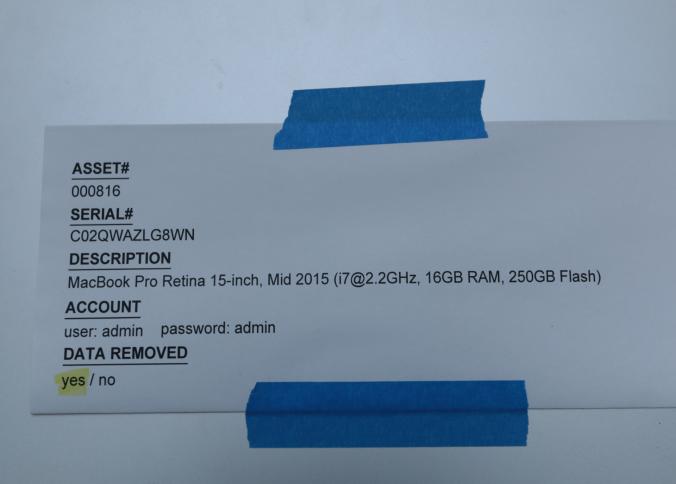 ASSET#
000816
SERIAL#
C02QWAZLG8WN
DESCRIPTION
MacBook Pro Retina 15-inch, Mid 2015 (i7@2.2GHz, 16GB RAM, 250GB Flash)
ACCOUNT
user: admin password: admin
DATA REMOVED
yes / no